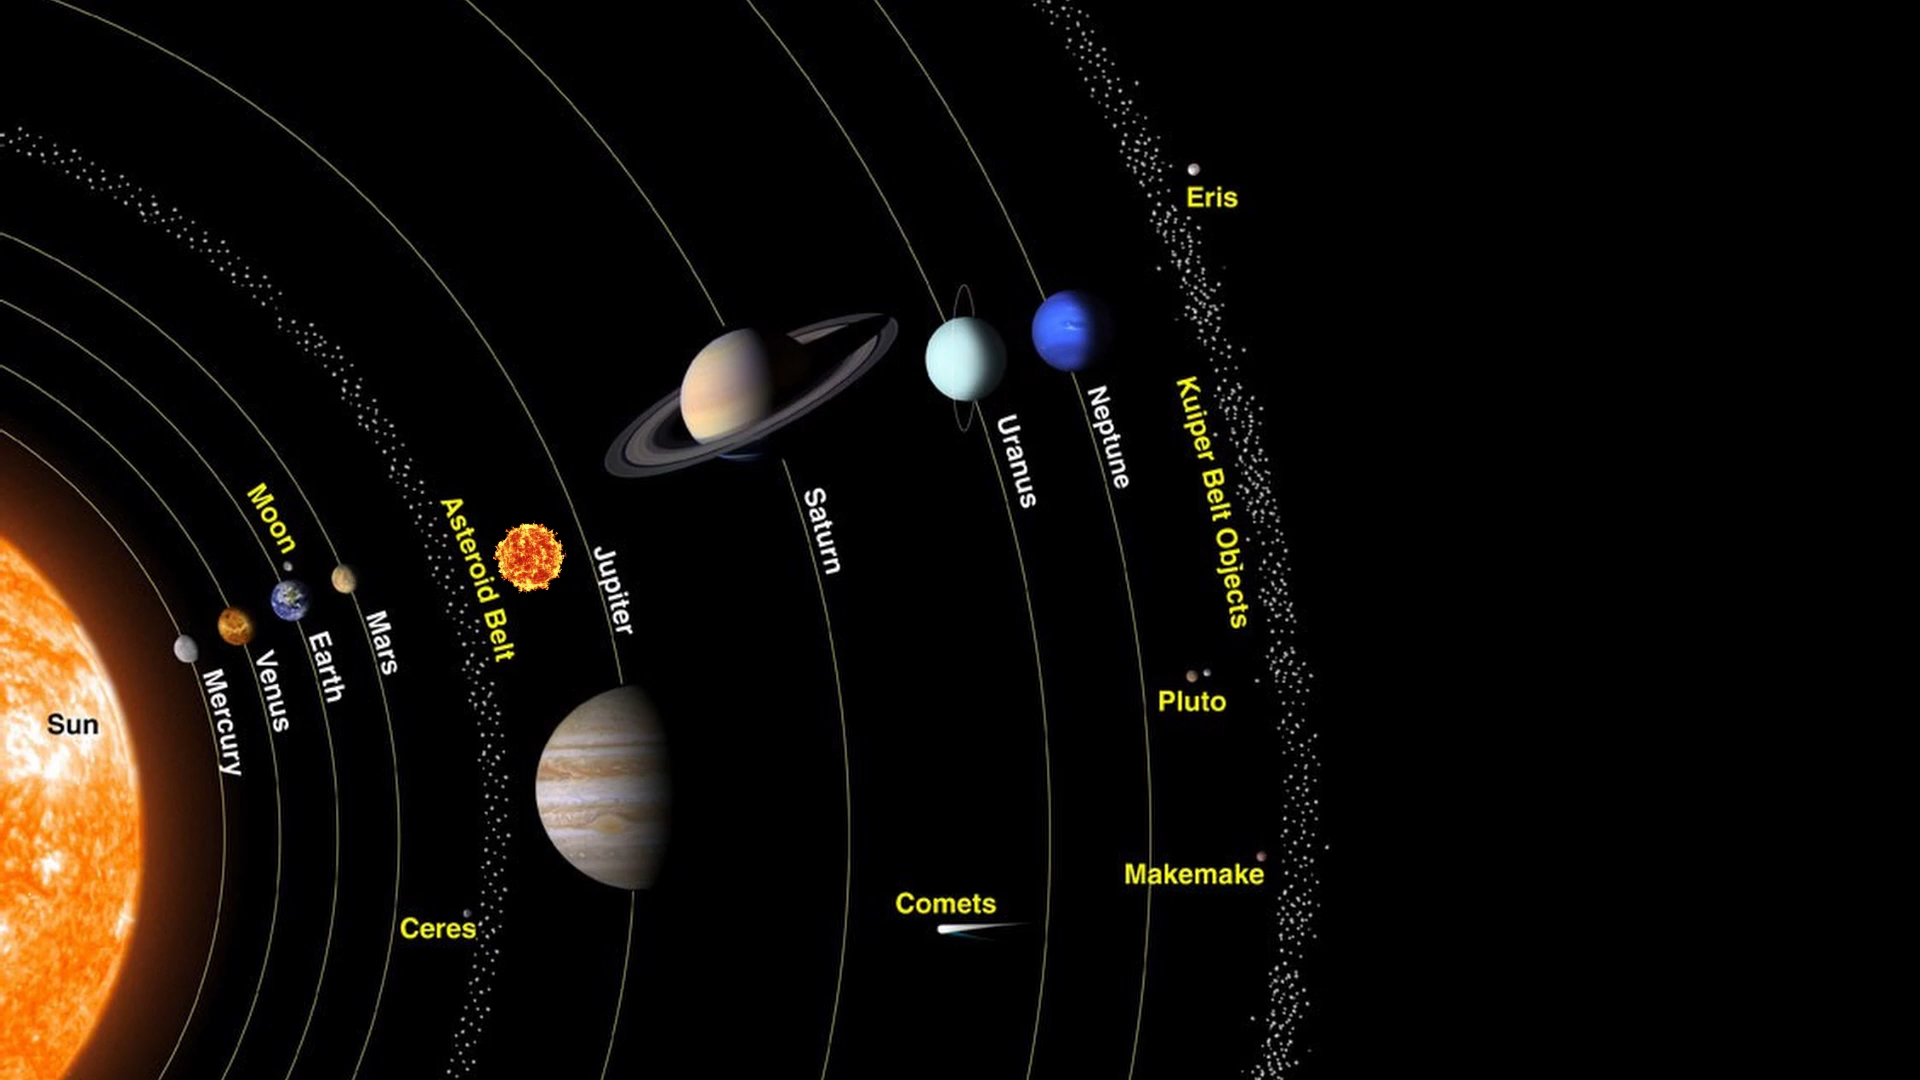 Sun
Mercury
Venus
Earth
Moon
Mars
Asteroid Belt
Ceres
Jupiter
Saturn
Uranus
Comets
Neptune
Kuiper Belt Objects
Eris
Pluto
Makemake